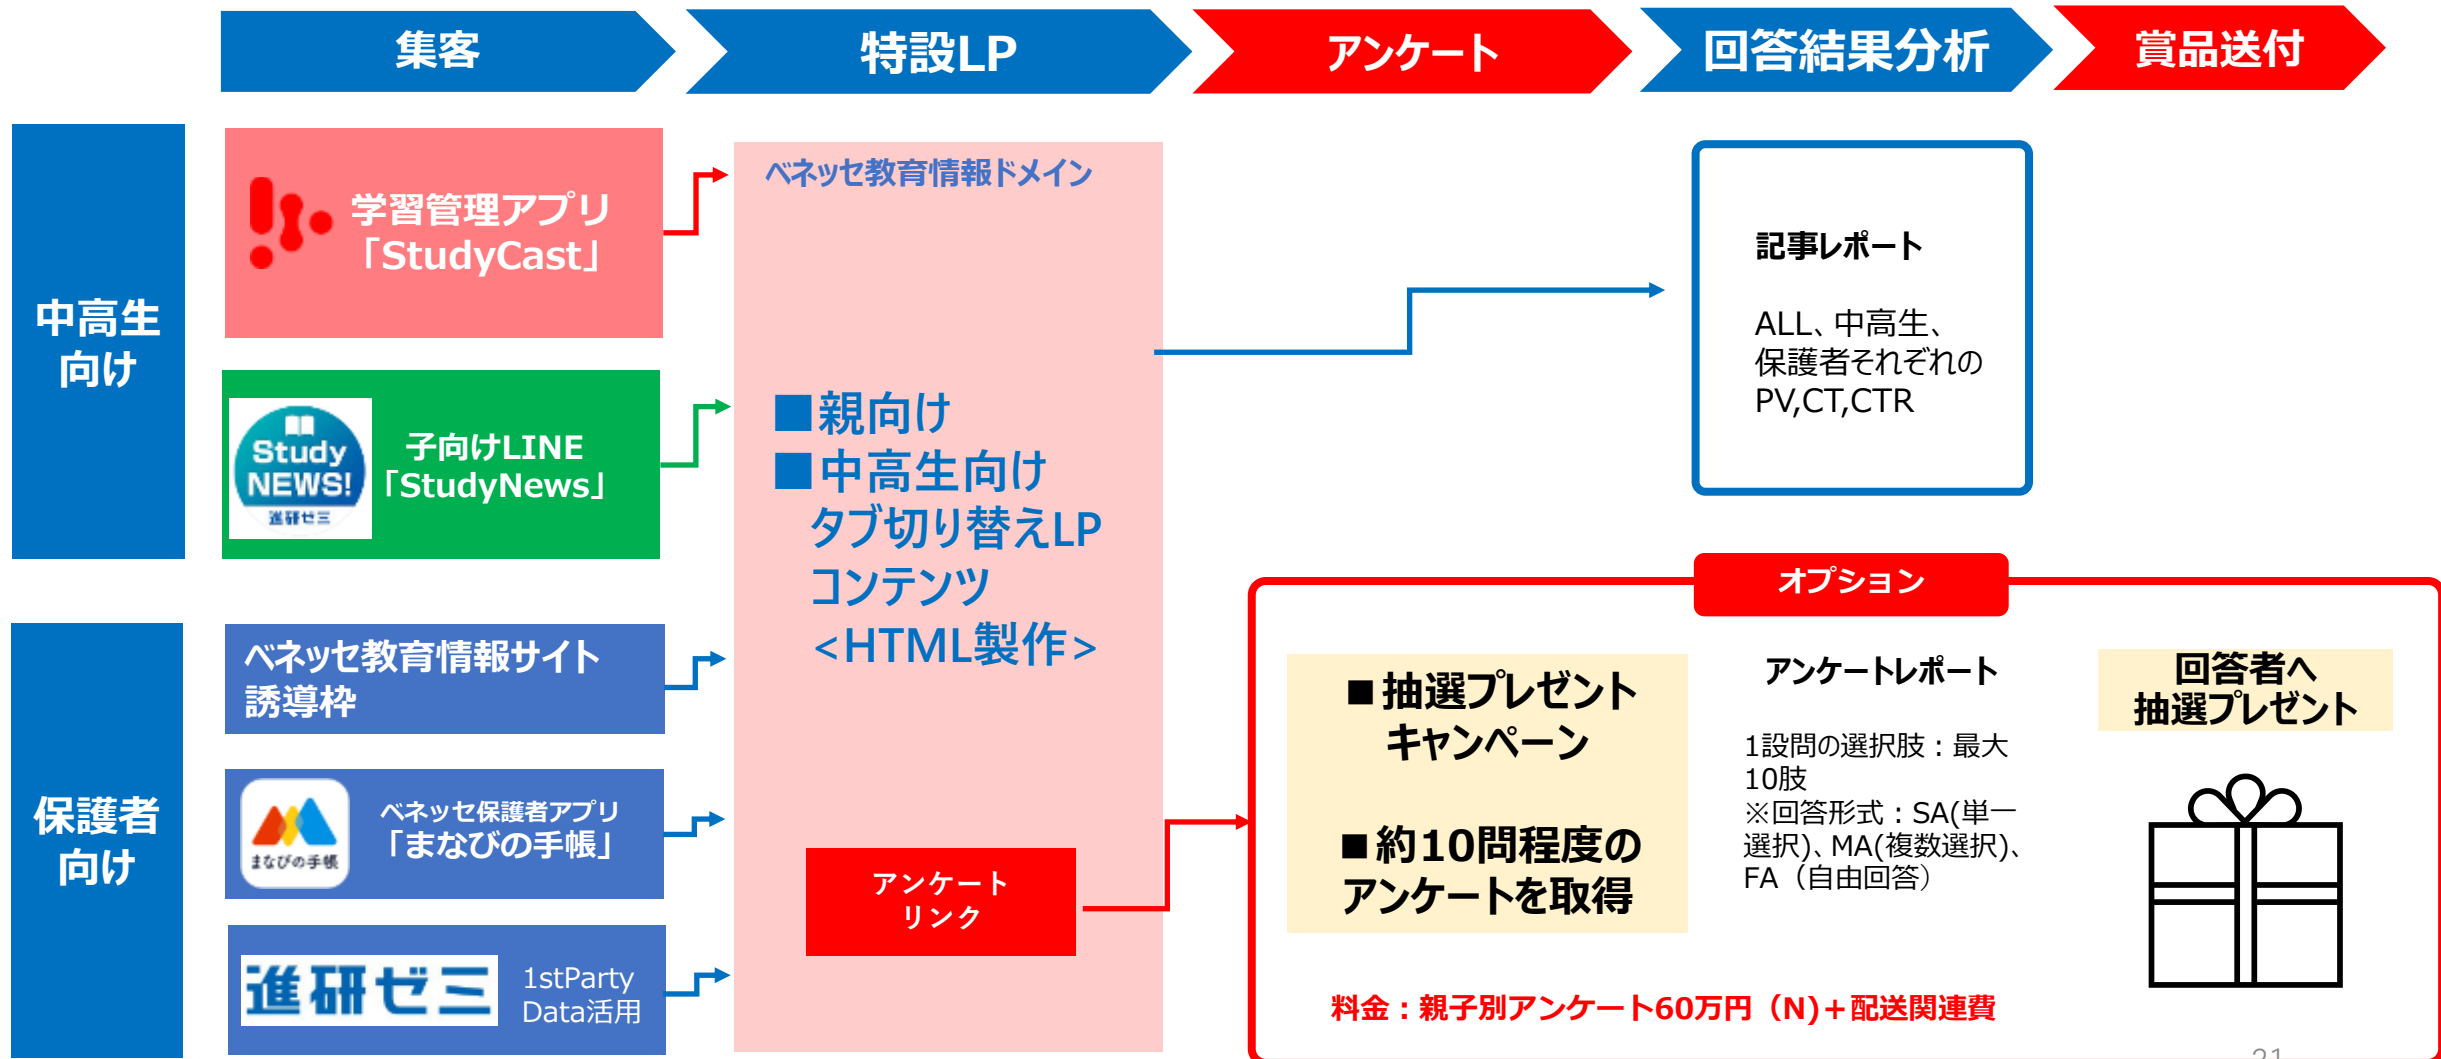 集客
特設LP
アンケート
回答結果分析
賞品送付
中高生
向け
学習管理アプリ
「StudyCast」
Study
NEWS!
進研ゼミ
子向けLINE
「StudyNews」
保護者
向け
ベネッセ教育情報サイト
誘導枠
まなびの手帳
ベネッセ保護者アプリ
「まなびの手帳」
進研ゼミ
1stParty
Data活用
ベネッセ教育情報ドメイン
■親向け
■中高生向け
タブ切り替えLP
コンテンツ
<HTML製作>
アンケート
リンク
記事レポート
ALL、中高生、
保護者それぞれの
PV,CT,CTR
オプション
■抽選プレゼント
キャンペーン
■約10問程度の
アンケートを取得
アンケートレポート
1設問の選択肢：最大
10肢
※回答形式：SA(単一
選択)、MA(複数選択)、
FA（自由回答）
回答者へ
抽選プレゼント
料金：親子別アンケート60万円（N)＋配送関連費
21